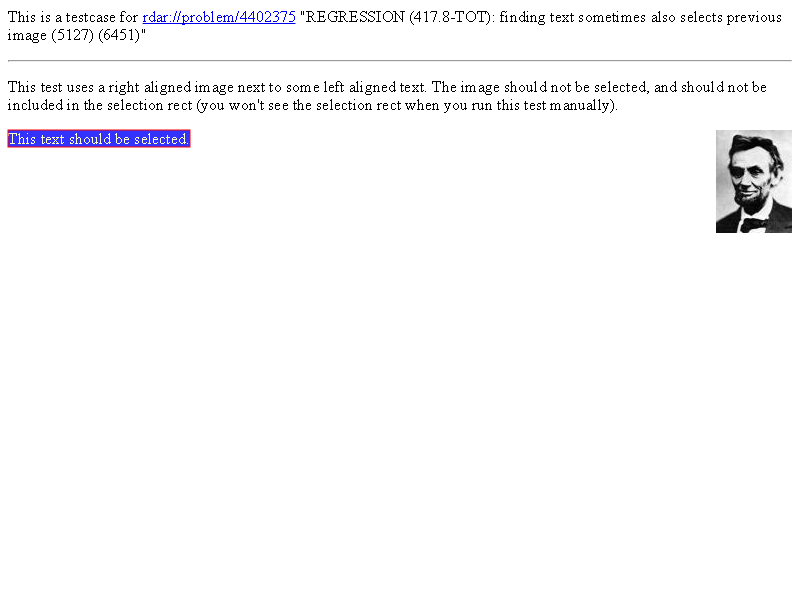 This is a testcase for rdar://problem/4402375 "REGRESSION (417.8-TOT): finding text sometimes also selects previous
image (5127) (6451)"
This test uses a right aligned image next to some left aligned text. The image should not be selected, and should not be
included in the selection rect (you won't see the selection rect when you run this test manually).
This text should be selected.